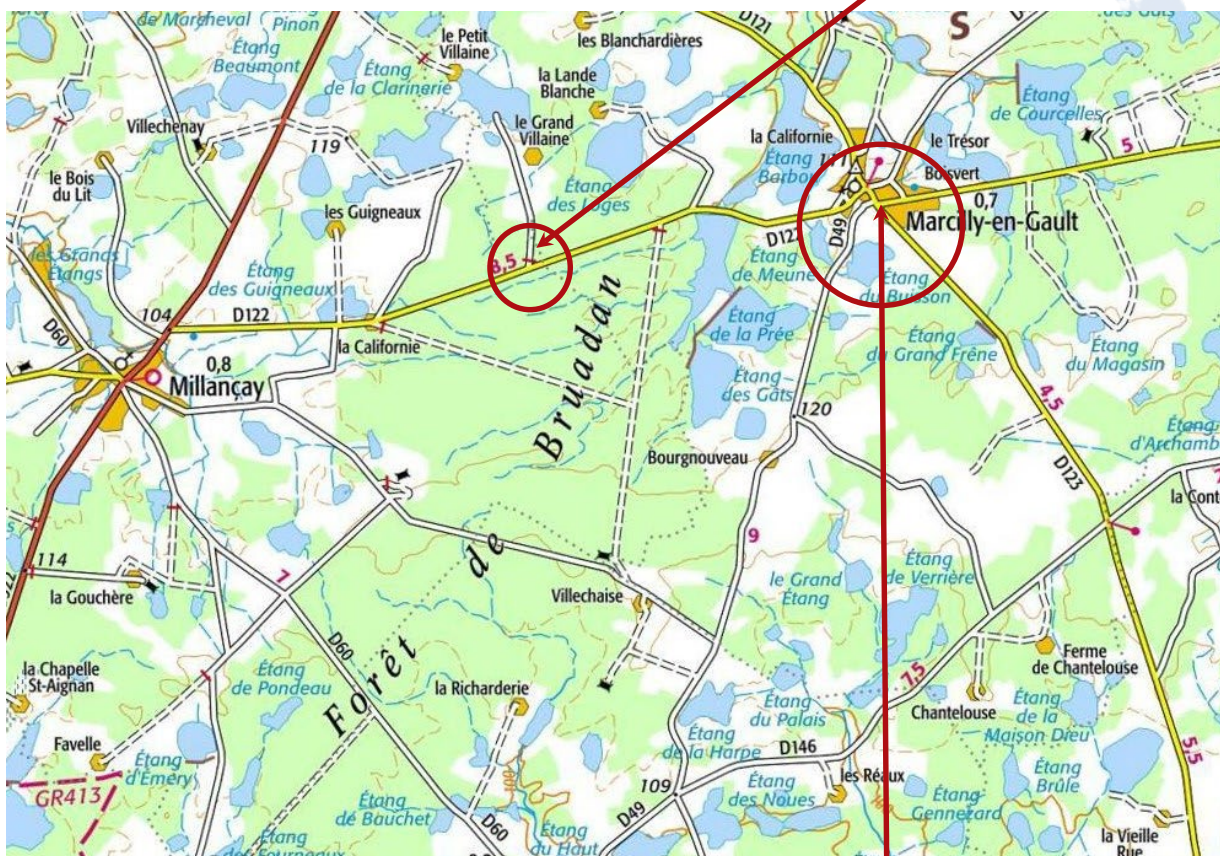 de Marcheval
Étang
Pinon
Étang
Beaumont
Étang
de la Clarinerie
le Petit
Villaine
les Blanchardières
D121
S
des Gâts
la Lande
Blanche
Étang
de Courcelles
Villechenay
119
le Grand
Villaine
la Californie
le Trésor
5
le Bois
du Lit
Étang
des Loges
Boisvert
0,7
les Guigneaux
Marcilly-en-Gault
D122
D49
8,5
les Grands
Étangs
Étang
des Guigneaux
Étang
de Meune
Étang
du Buisson
104
D122
D60
la Californie
Étang
de la Prée
Étang
du Grand Frêne
Étang
du Magasin
0,8
Millançay
Étang
des Gâts
120
4,5
Étang
d'Archamb
Bourgnouveau
D123
la Cont
9
114
la Gouchère
7
le Grand
Étang
Étang
de Verrière
Villechaise
D60
Forêt de Bruadan
Ferme
de Chantelouse
la Chapelle
St-Aignan
Étang
de Pondeau
la Richarderie
7,5
Étang
du Palais
Chantelouse
Étang
de la
Maison Dieu
Favelle
Étang
d'Émery
Étang
de la Harpe
D146
5,5
GR413
109
les Réaux
Étang
des Noues
Étang
Gennezard
Étang
Brûle
Étang
de Bauchet
D60
D49
Étang
du Haut
la Vieille
Rue
Étang
des Fourneaux